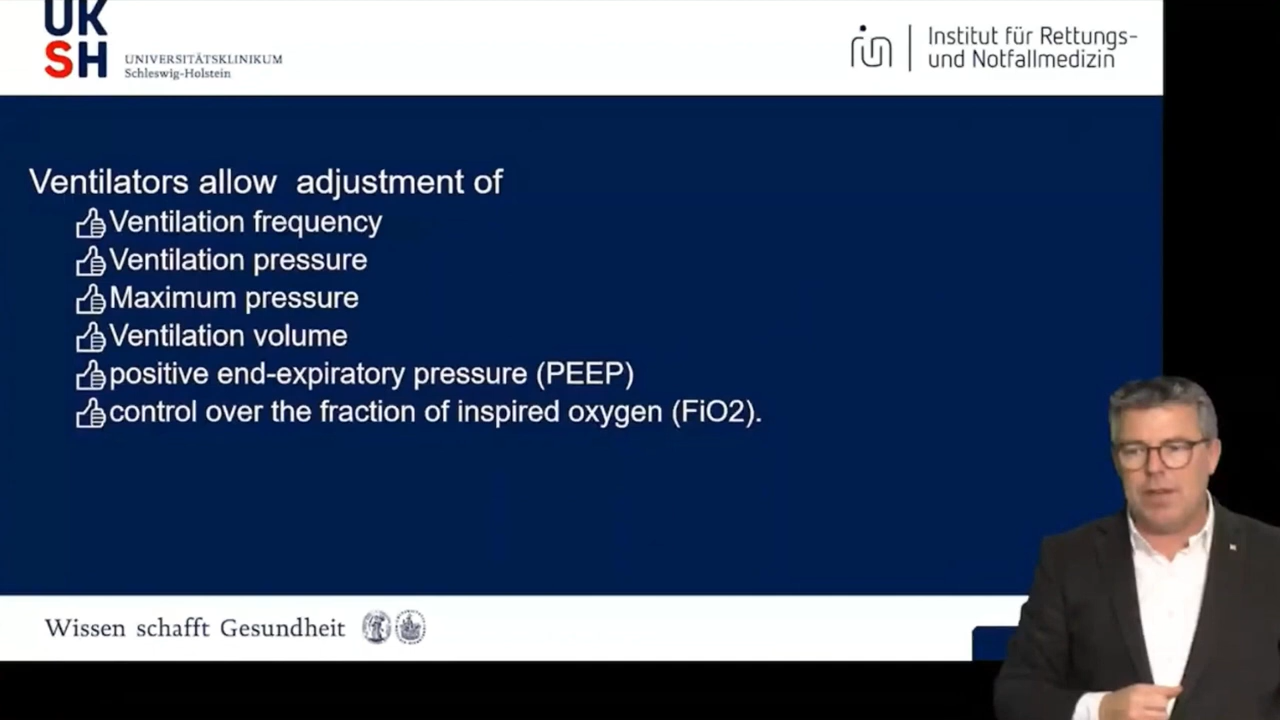 UK
SH
UNIVERSITÄTSKLINIKUM
Schleswig-Holstein
Institut für Rettungs-
und Notfallmedizin
Ventilators allow  adjustment of
Ventilation frequency
Ventilation pressure
Maximum pressure
Ventilation volume
positive end-expiratory pressure (PEEP)
control over the fraction of inspired oxygen (FiO2).
Wissen schafft Gesundheit